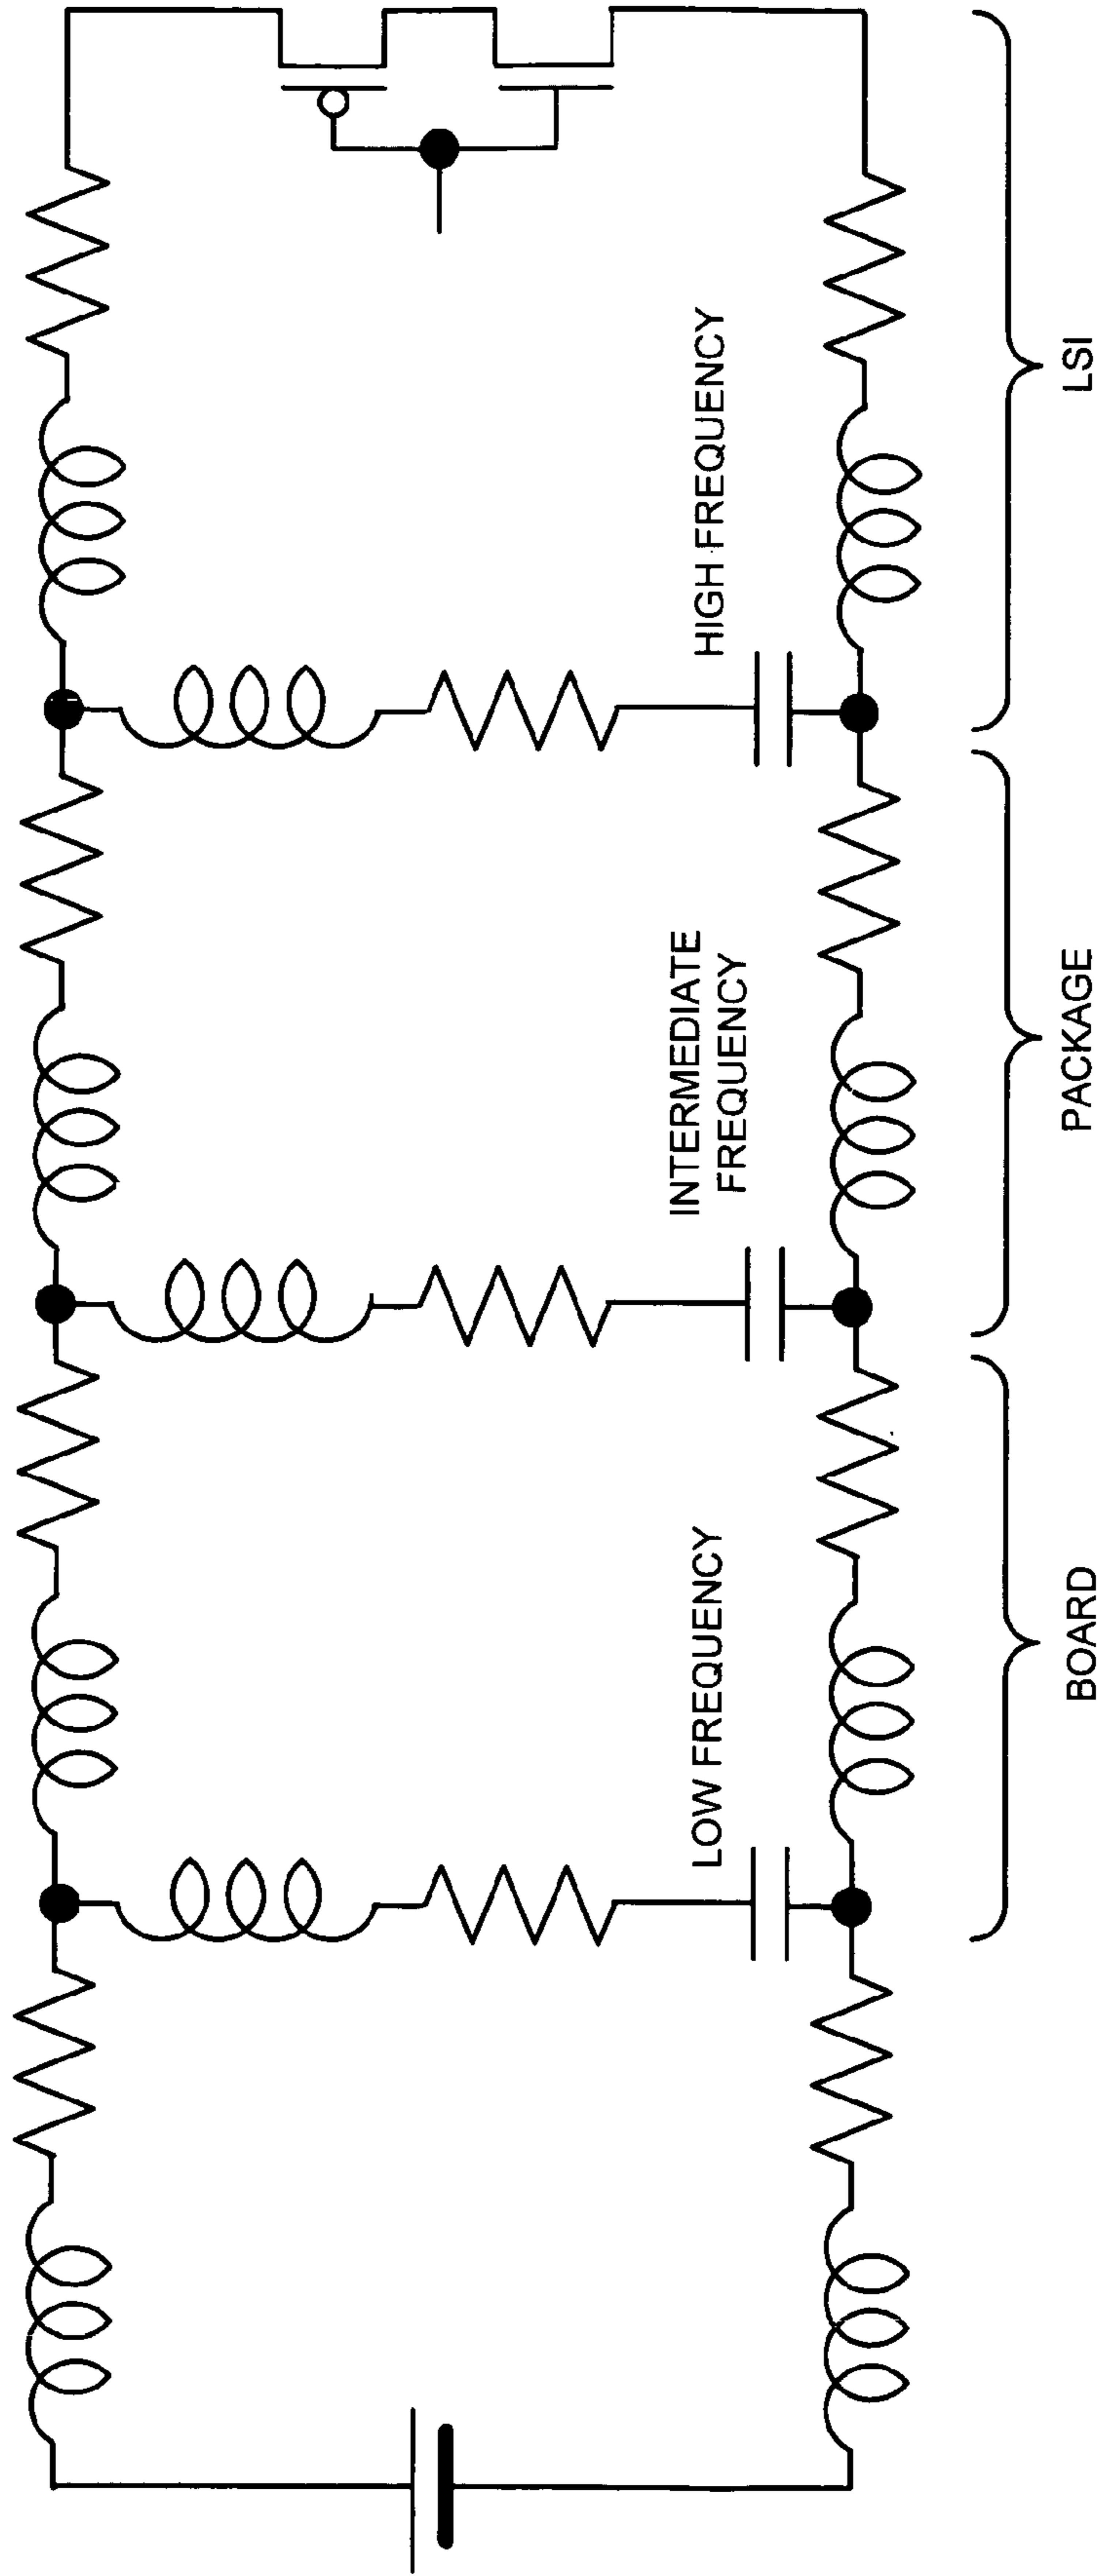 LOW FREQUENCY
INTERMEDIATE
FREQUENCY
HIGH FREQUENCY
BOARD
PACKAGE
LSI